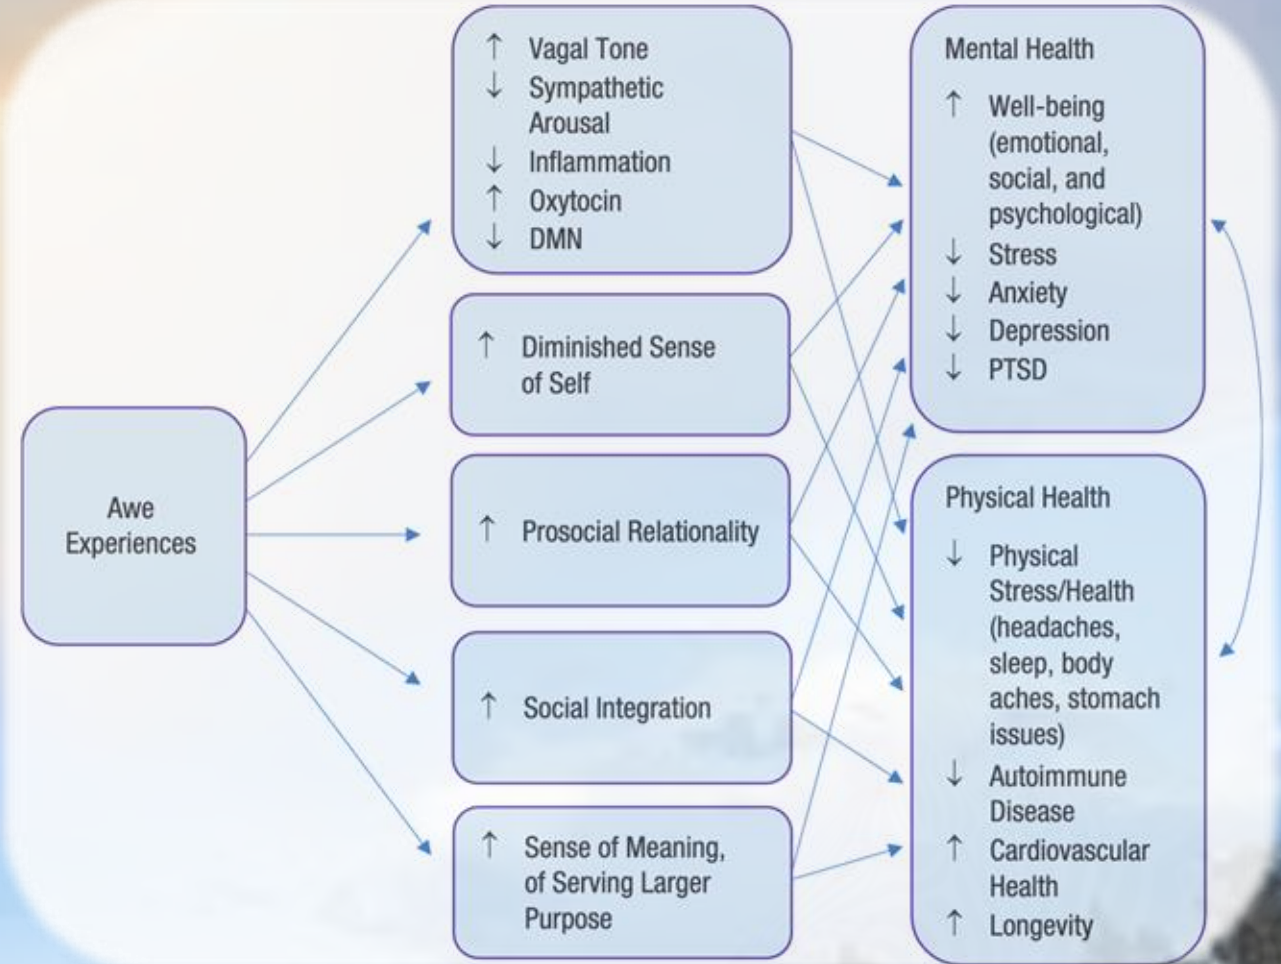 Awe
Experiences
↑ Vagal Tone
↓ Sympathetic
Arousal
↓ Inflammation
↑ Oxytocin
↓ DMN
↑ Diminished Sense
of Self
↑ Prosocial Relationality
↑ Social Integration
↑ Sense of Meaning,
of Serving Larger
Purpose
Mental Health
↑ Well-being
(emotional,
social, and
psychological)
↓ Stress
↓ Anxiety
↓ Depression
↓ PTSD
Physical Health
↓ Physical
Stress/Health
(headaches,
sleep, body
aches, stomach
issues)
↓ Autoimmune
Disease
↑ Cardiovascular
Health
↑ Longevity